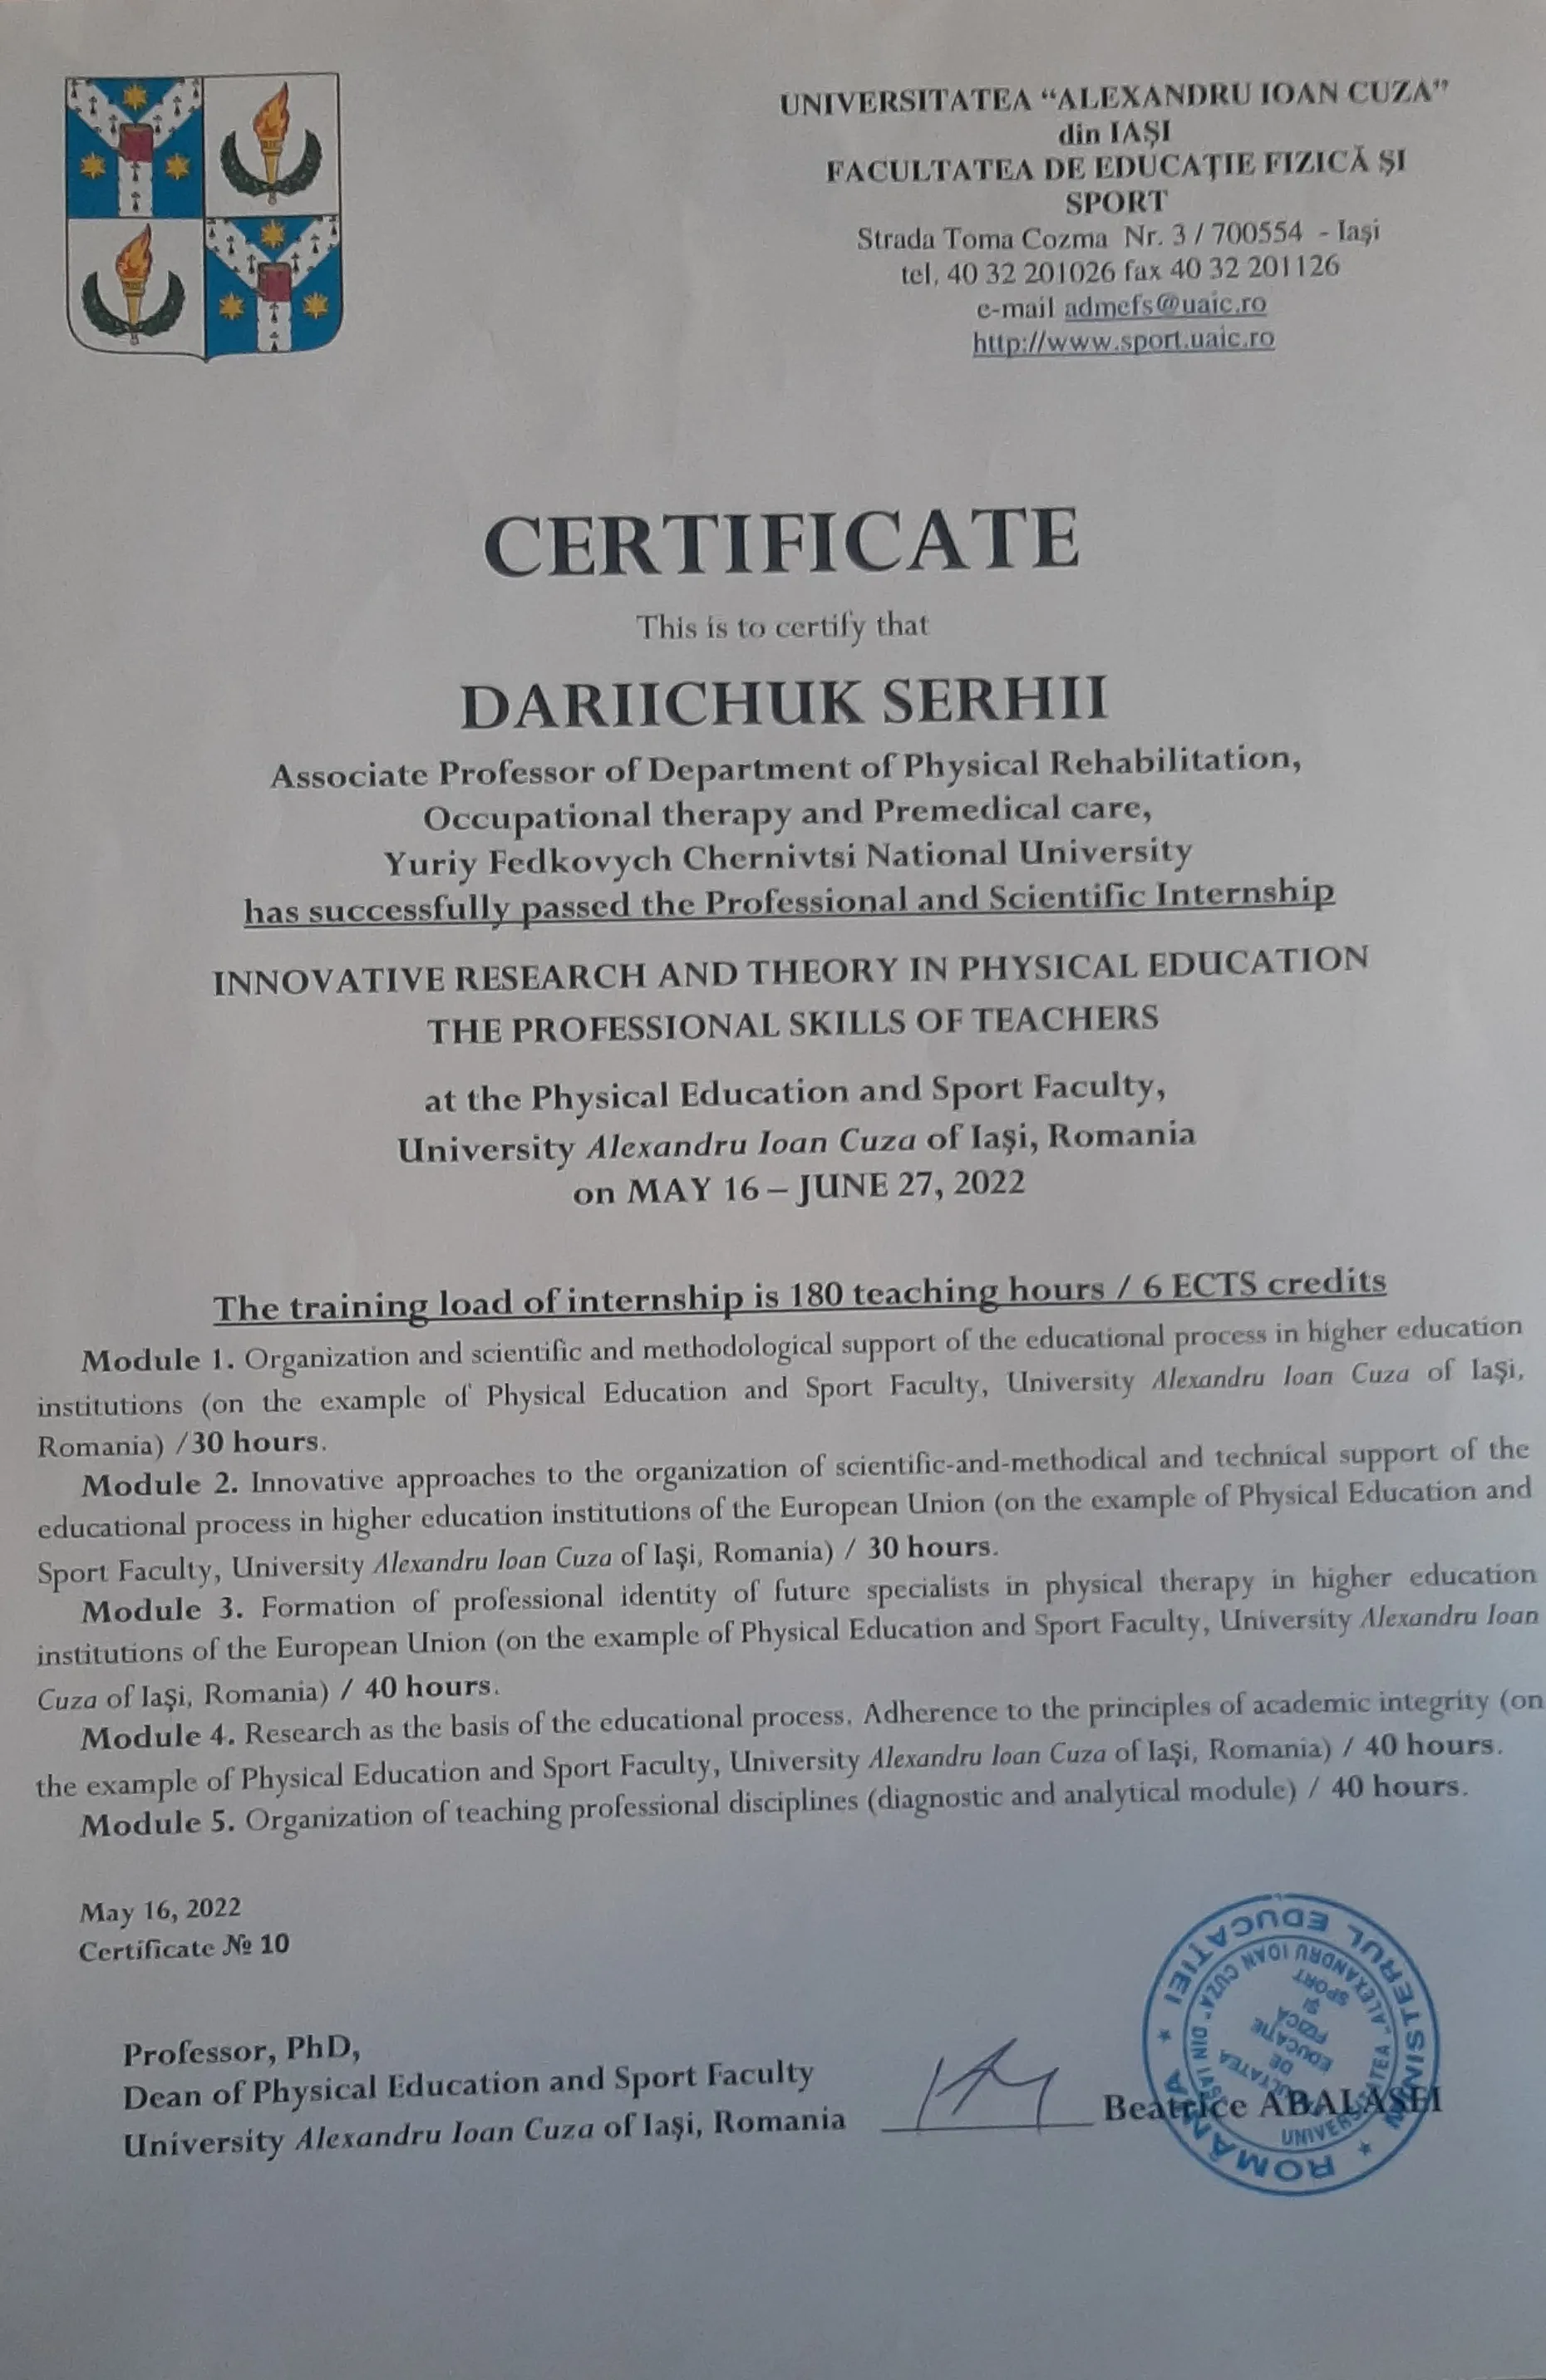 UNIVERSITATEA “ALEXANDRU IOAN CUZA”
din IAŞI
FACULTATEA DE EDUCAŢIE FIZICĂ ŞI
SPORT
Strada Toma Cozma Nr. 3 / 700554 - Iaşi
tel. 40 32 201026 fax 40 32 201126
e-mail admefs@uaic.ro
http://www.sport.uaic.ro
CERTIFICATE
This is to certify that
DARIICHUK SERHII
Associate Professor of Department of Physical Rehabilitation,
Occupational therapy and Premedical care,
Yuriy Fedkovych Chernivtsi National University
has successfully passed the Professional and Scientific Internship
INNOVATIVE RESEARCH AND THEORY IN PHYSICAL EDUCATION
THE PROFESSIONAL SKILLS OF TEACHERS
at the Physical Education and Sport Faculty,
University Alexandru Ioan Cuza of Iaşi, Romania
on MAY 16 – JUNE 27, 2022
The training load of internship is 180 teaching hours / 6 ECTS credits
Module 1. Organization and scientific and methodological support of the educational process in higher education
institutions (on the example of Physical Education and Sport Faculty, University Alexandru Ioan Cuza of Iaşi,
Romania) /30 hours.
Module 2. Innovative approaches to the organization of scientific-and-methodical and technical support of the
educational process in higher education institutions of the European Union (on the example of Physical Education and
Sport Faculty, University Alexandru Ioan Cuza of Iaşi, Romania) / 30 hours.
Module 3. Formation of professional identity of future specialists in physical therapy in higher education
institutions of the European Union (on the example of Physical Education and Sport Faculty, University Alexandru Ioan
Cuza of Iaşi, Romania) / 40 hours.
Module 4. Research as the basis of the educational process. Adherence to the principles of academic integrity (on
the example of Physical Education and Sport Faculty, University Alexandru Ioan Cuza of Iaşi, Romania) / 40 hours.
Module 5. Organization of teaching professional disciplines (diagnostic and analytical module) / 40 hours.
May 16, 2022
Certificate № 10
Professor, PhD,
Dean of Physical Education and Sport Faculty
University Alexandru Ioan Cuza of Iaşi, Romania
Beatrice ABALAŞEI
ROMÂNIA * MINISTERUL EDUCAŢIEI *
UNIVERSITATEA "ALEXANDRU IOAN CUZA" DIN IAŞI
DE
EDUCAŢIE
FIZICĂ
ŞI
SPORT